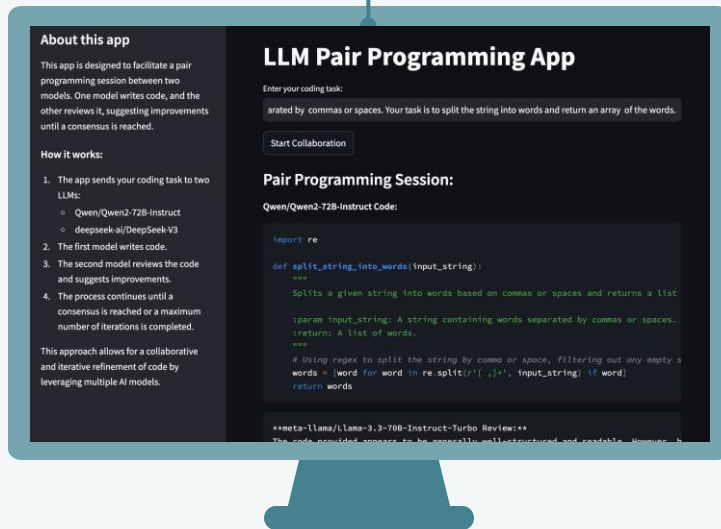 About this app
This app is designed to facilitate a pair
programming session between two
models. One model writes code, and the
other reviews it, suggesting improvements
until a consensus is reached.
How it works:
1. The app sends your coding task to two
LLMs:
○ Qwen/Qwen2-72B-Instruct
○ deepseek-ai/DeepSeek-V3
2. The first model writes code.
3. The second model reviews the code
and suggests improvements.
4. The process continues until a
consensus is reached or a maximum
number of iterations is completed.
This approach allows for a collaborative
and iterative refinement of code by
leveraging multiple AI models.
LLM Pair Programming App
Enter your coding task:
arated by commas or spaces. Your task is to split the string into words and return an array of the words.
Start Collaboration
Pair Programming Session:
Qwen/Qwen2-72B-Instruct Code:
import re
def split_string_into_words(input_string):
"""
Splits a given string into words based on commas or spaces and returns a list
:param input_string: A string containing words separated by commas or spaces.
:return: A list of words.
"""
# Using regex to split the string by comma or space, filtering out any empty s
words = [word for word in re.split(r'[ ,]+', input_string) if word]
return words
**meta-llama/Llama-3.3-70B-Instruct-Turbo Review:**
The code provided appears to be generally well-structured and readable. However,